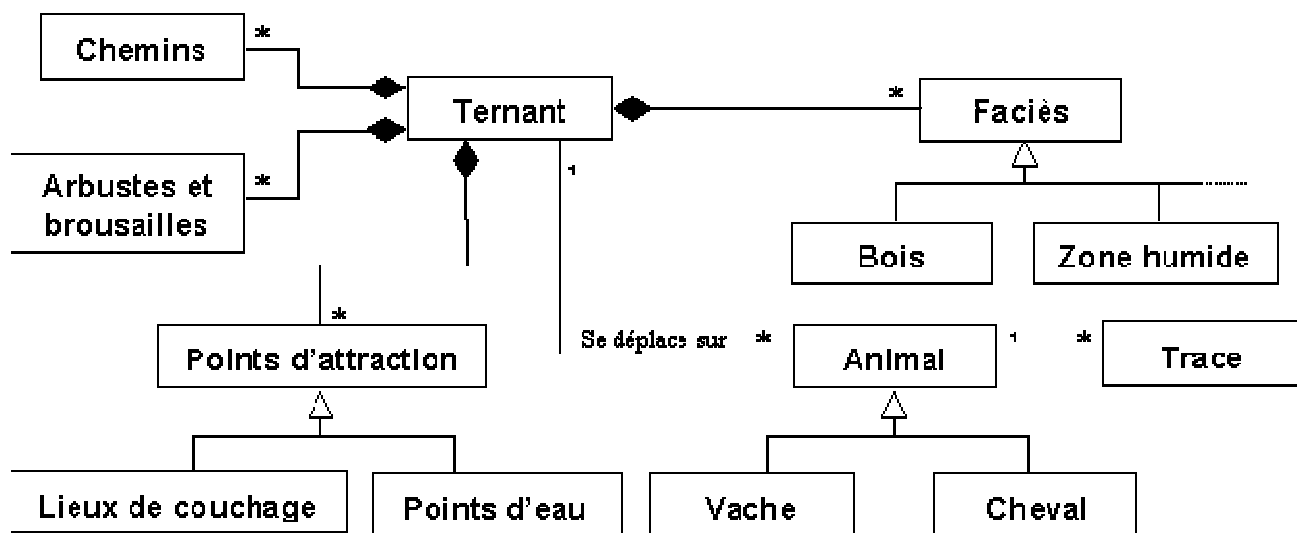 Chemins
*
Ternant
*
Faciès
Arbustes et
brousailles
*
1
Bois
Zone humide
*
Points d'attraction
Se déplace sur
*
Animal
1
*
Trace
Lieux de couchage
Points d'eau
Vache
Cheval